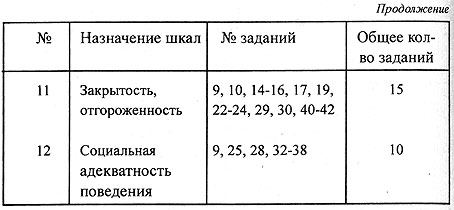 Продолжение
№ Назначение шкал № заданий Общее кол-
во заданий
11 Закрытость, 9, 10, 14-16, 17, 19, 15
отгороженность 22-24, 29, 30, 40-42
12 Социальная 9, 25, 28, 32-38 10
адекватность
поведения